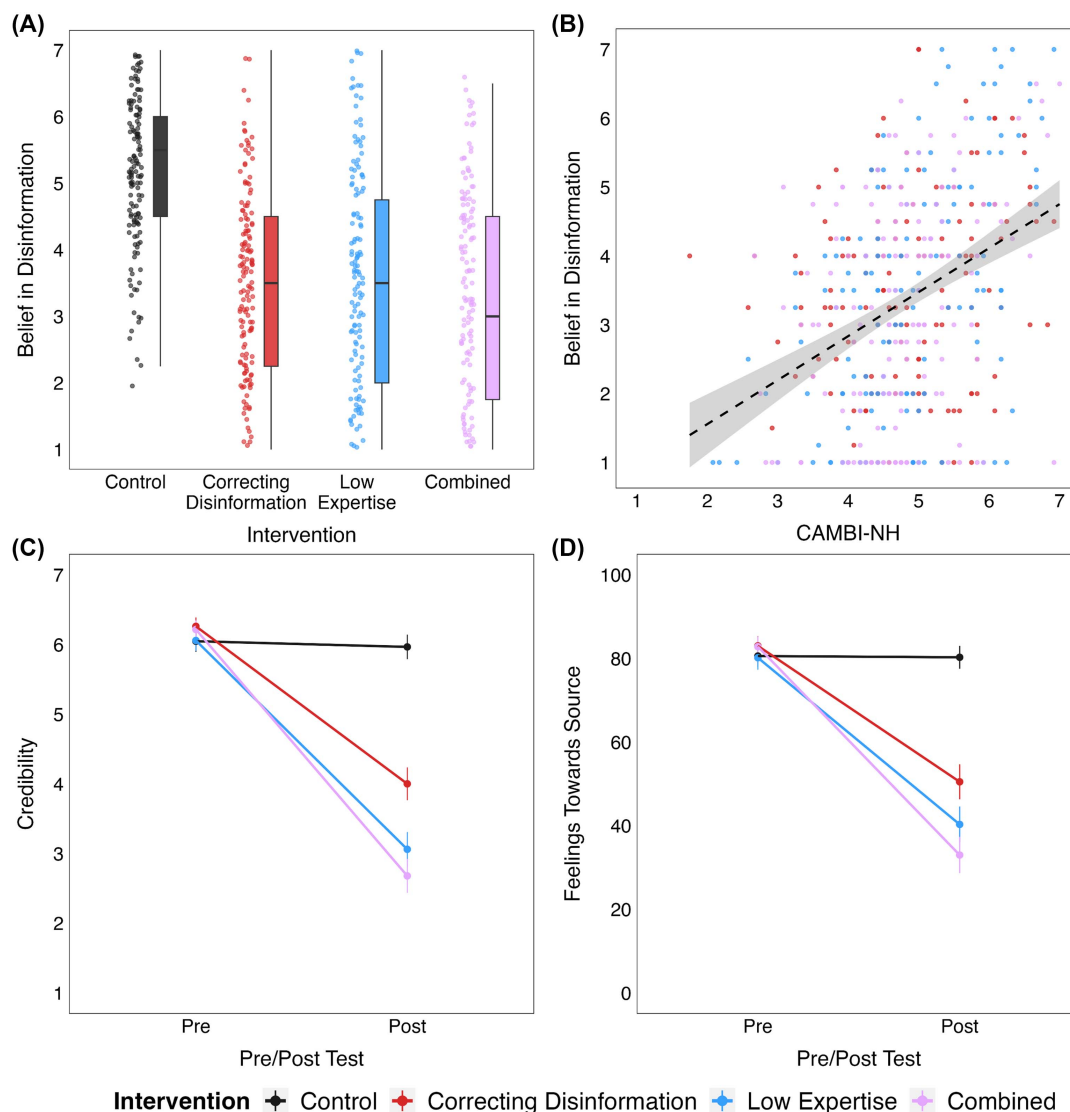 (A)
Belief in Disinformation
7
6
5
4
3
2
1
Control
Correcting
Disinformation
Low
Expertise
Combined
Intervention
(B)
Belief in Disinformation
7
6
5
4
3
2
1
1 2 3 4 5 6 7
CAMBI-NH
(C)
Credibility
7
6
5
4
3
2
1
Pre Post
Pre/Post Test
(D)
Feelings Towards Source
100
80
60
40
20
0
Pre Post
Pre/Post Test
Intervention Control Correcting Disinformation Low Expertise Combined